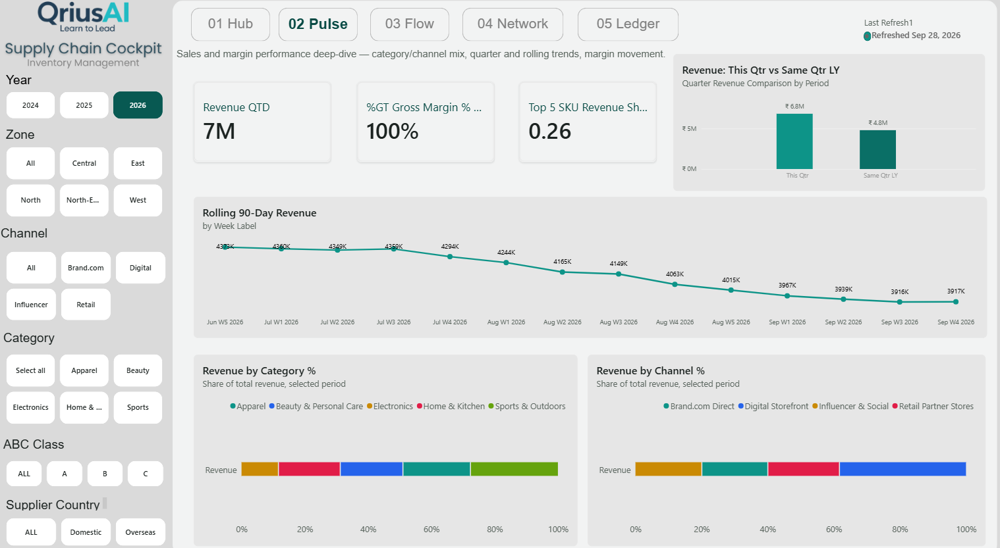 QriusAI
Learn to Lead
Supply Chain Cockpit
Inventory Management
Year
2024 2025 2026
Zone
All Central East
North North-E... West
Channel
All Brand.com Digital
Influencer Retail
Category
Select all Apparel Beauty
Electronics Home & ... Sports
ABC Class
ALL A B C
Supplier Country
ALL Domestic Overseas
01 Hub 02 Pulse 03 Flow 04 Network 05 Ledger
Last Refresh1
Refreshed Sep 28, 2026
Sales and margin performance deep-dive — category/channel mix, quarter and rolling trends, margin movement.
Revenue QTD
7M
%GT Gross Margin % ...
100%
Top 5 SKU Revenue Sh...
0.26
Revenue: This Qtr vs Same Qtr LY
Quarter Revenue Comparison by Period
₹ 6.8M
₹ 4.8M
₹ 5M
₹ 0M
This Qtr Same Qtr LY
Rolling 90-Day Revenue
by Week Label
4373K 4360K 4349K 4359K 4294K 4244K 4165K 4149K 4063K 4015K 3967K 3939K 3916K 3917K
Jun W5 2026 Jul W1 2026 Jul W2 2026 Jul W3 2026 Jul W4 2026 Aug W1 2026 Aug W2 2026 Aug W3 2026 Aug W4 2026 Aug W5 2026 Sep W1 2026 Sep W2 2026 Sep W3 2026 Sep W4 2026
Revenue by Category %
Share of total revenue, selected period
Apparel Beauty & Personal Care Electronics Home & Kitchen Sports & Outdoors
Revenue
0% 20% 40% 60% 80% 100%
Revenue by Channel %
Share of total revenue, selected period
Brand.com Direct Digital Storefront Influencer & Social Retail Partner Stores
Revenue
0% 20% 40% 60% 80% 100%